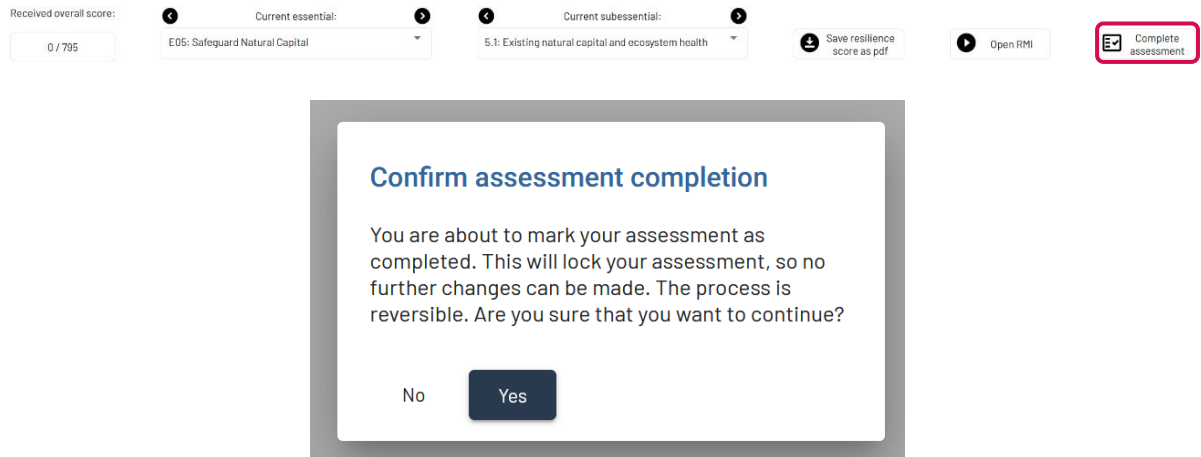 Received overall score:
0 / 795
Current essential:
E05: Safeguard Natural Capital
Current subessential:
5.1: Existing natural capital and ecosystem health
Save resilience
score as pdf
Open RMI
Complete
assessment
Confirm assessment completion
You are about to mark your assessment as
completed. This will lock your assessment, so no
further changes can be made. The process is
reversible. Are you sure that you want to continue?
No
Yes